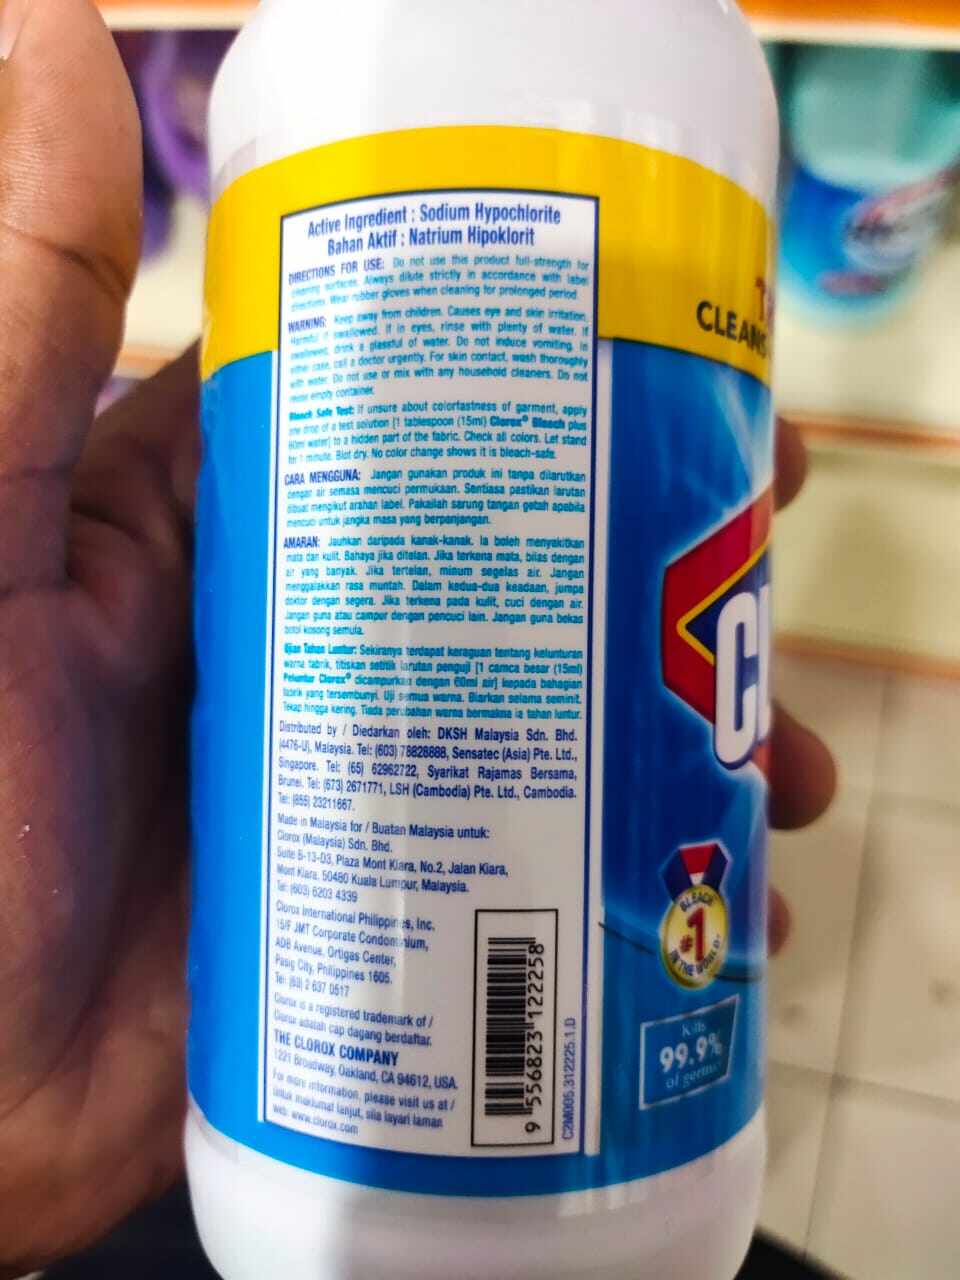 Active Ingredient : Sodium Hypochlorite
Bahan Aktif : Natrium Hipoklorit
DIRECTIONS FOR USE: Do not use this product full-strength for
cleaning surfaces. Always dilute strictly in accordance with label
directions. Wear rubber gloves when cleaning for prolonged period.
WARNING: Keep away from children. Causes eye and skin irritation.
Harmful if swallowed. If in eyes, rinse with plenty of water. If
swallowed, drink a glassful of water. Do not induce vomiting. In
either case, call a doctor urgently. For skin contact, wash thoroughly
with water. Do not use or mix with any household cleaners. Do not
reuse empty container.
Bleach Safe Test: If unsure about colorfastness of garment, apply
one drop of a test solution [1 tablespoon (15ml) Clorox® Bleach plus
60ml water] to a hidden part of the fabric. Check all colors. Let stand
for 1 minute. Blot dry. No color change shows it is bleach-safe.
CARA MENGGUNA: Jangan gunakan produk ini tanpa dilarutkan
dengan air semasa mencuci permukaan. Sentiasa pastikan larutan
dibuat mengikut arahan label. Pakailah sarung tangan getah apabila
mencuci untuk jangka masa yang berpanjangan.
AMARAN: Jauhkan daripada kanak-kanak. Ia boleh menyakitkan
mata dan kulit. Bahaya jika ditelan. Jika terkena mata, bilas dengan
air yang banyak. Jika tertelan, minum segelas air. Jangan
menggalakkan rasa muntah. Dalam kedua-dua keadaan, jumpa
doktor dengan segera. Jika terkena pada kulit, cuci dengan air.
Jangan guna atau campur dengan pencuci lain. Jangan guna bekas
botol kosong semula.
Ujian Tahan Luntur: Sekiranya terdapat keraguan tentang kelunturan
warna fabrik, titiskan setitik larutan penguji [1 camca besar (15ml)
Peluntur Clorox® dicampurkan dengan 60ml air] kepada bahagian
fabrik yang tersembunyi. Uji semua warna. Biarkan selama seminit.
Tekap hingga kering. Tiada perubahan warna bermakna ia tahan luntur.
Distributed by / Diedarkan oleh: DKSH Malaysia Sdn. Bhd.
(4476-U), Malaysia. Tel: (603) 78828888, Sensatec (Asia) Pte. Ltd.,
Singapore. Tel: (65) 62962722, Syarikat Rajamas Bersama,
Brunei. Tel: (673) 2671771, LSH (Cambodia) Pte. Ltd., Cambodia.
Tel: (855) 23211667.
Made in Malaysia for / Buatan Malaysia untuk:
Clorox (Malaysia) Sdn. Bhd.
Suite B-13-03, Plaza Mont Kiara, No.2, Jalan Kiara,
Mont Kiara. 50480 Kuala Lumpur, Malaysia.
Tel: (603) 6203 4339
Clorox International Philippines, Inc.
15/F JMT Corporate Condominium,
ADB Avenue, Ortigas Center,
Pasig City, Philippines 1605.
Tel: (63) 2 637 0517
Clorox is a registered trademark of /
Clorox adalah cap dagang berdaftar.
THE CLOROX COMPANY
1221 Broadway, Oakland, CA 94612, USA.
For more information, please visit us at /
Untuk maklumat lanjut, sila layari laman
web: www.clorox.com
9 556823 122258
C2M005.312225.1.D
BLEACH
#1
IN THE WORLD
Kills
99.9%
of germs